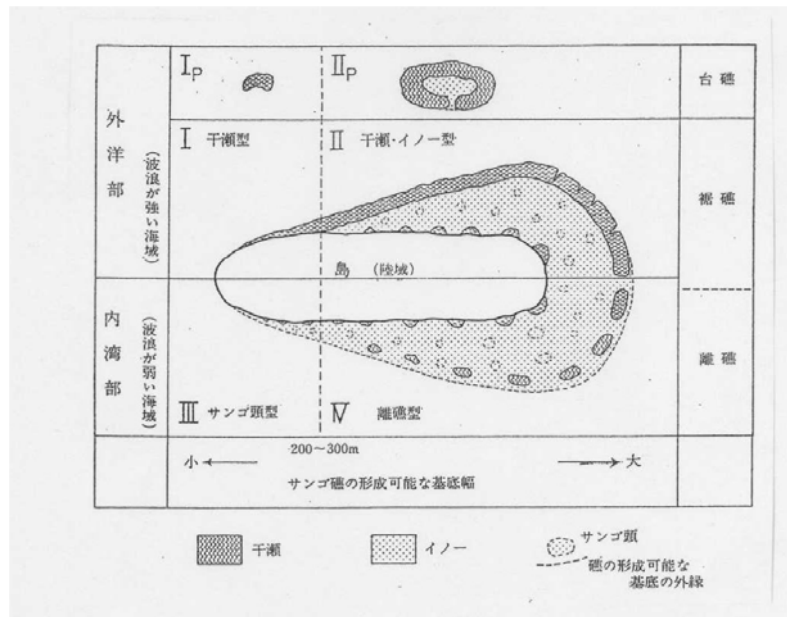 Ip
IIp
台礁
外洋部
(波浪が強い海域)
I 干瀬型
II 干瀬・イノー型
裾礁
島 (陸域)
内湾部
(波浪が弱い海域)
離礁
III サンゴ頭型
IV 離礁型
200~300m
小
大
サンゴ礁の形成可能な基底幅
干瀬
イノー
サンゴ頭
礁の形成可能な
基底の外縁